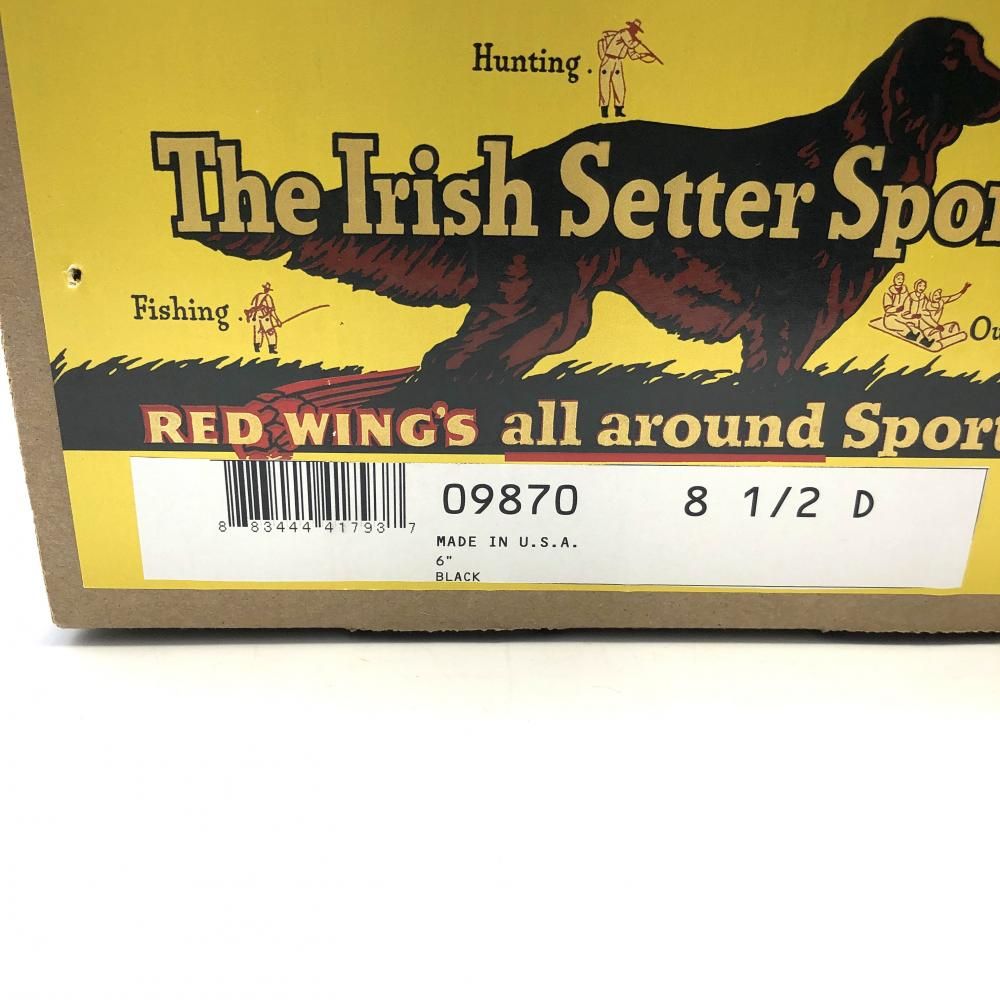 Hunting.
The Irish Setter Spor
Fishing.
Ou
RED WING'S all around Sport
09870 8 1/2 D
8 83444 41793 7
MADE IN U.S.A.
6"
BLACK